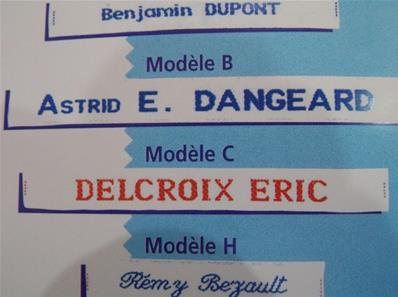 Benjamin DUPONT
Modèle B
ASTRID E. DANGEARD
Modèle C
DELCROIX ERIC
Modèle H
Rémy Bezault